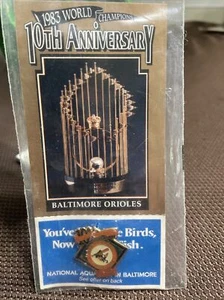 1983 WORLD CHAMPIONS
10TH ANNIVERSARY
BALTIMORE ORIOLES
You've Birds,
Now
NATIONAL AQUARIUM IN BALTIMORE
See offer on back